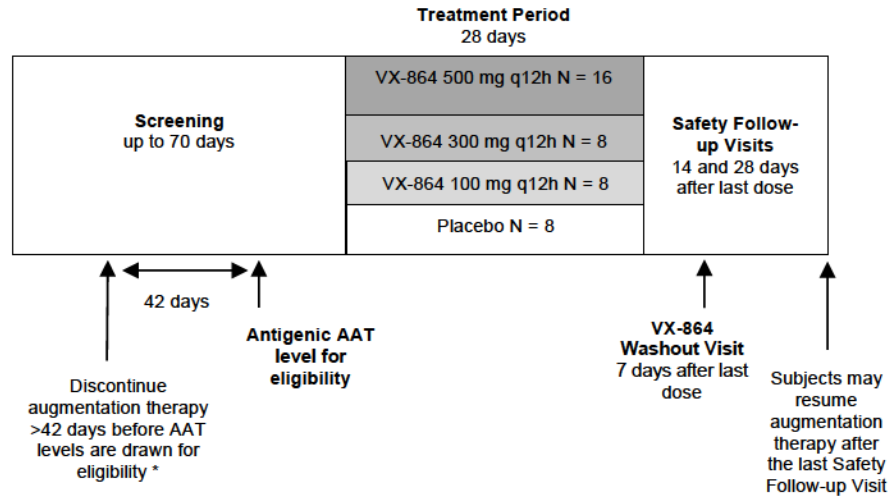 Treatment Period
28 days
Screening
up to 70 days
VX-864 500 mg q12h N = 16
VX-864 300 mg q12h N = 8
VX-864 100 mg q12h N = 8
Placebo N = 8
Safety Follow-
up Visits
14 and 28 days
after last dose
42 days
Discontinue
augmentation therapy
>42 days before AAT
levels are drawn for
eligibility *
Antigenic AAT
level for
eligibility
VX-864
Washout Visit
7 days after last
dose
Subjects may
resume
augmentation
therapy after
the last Safety
Follow-up Visit